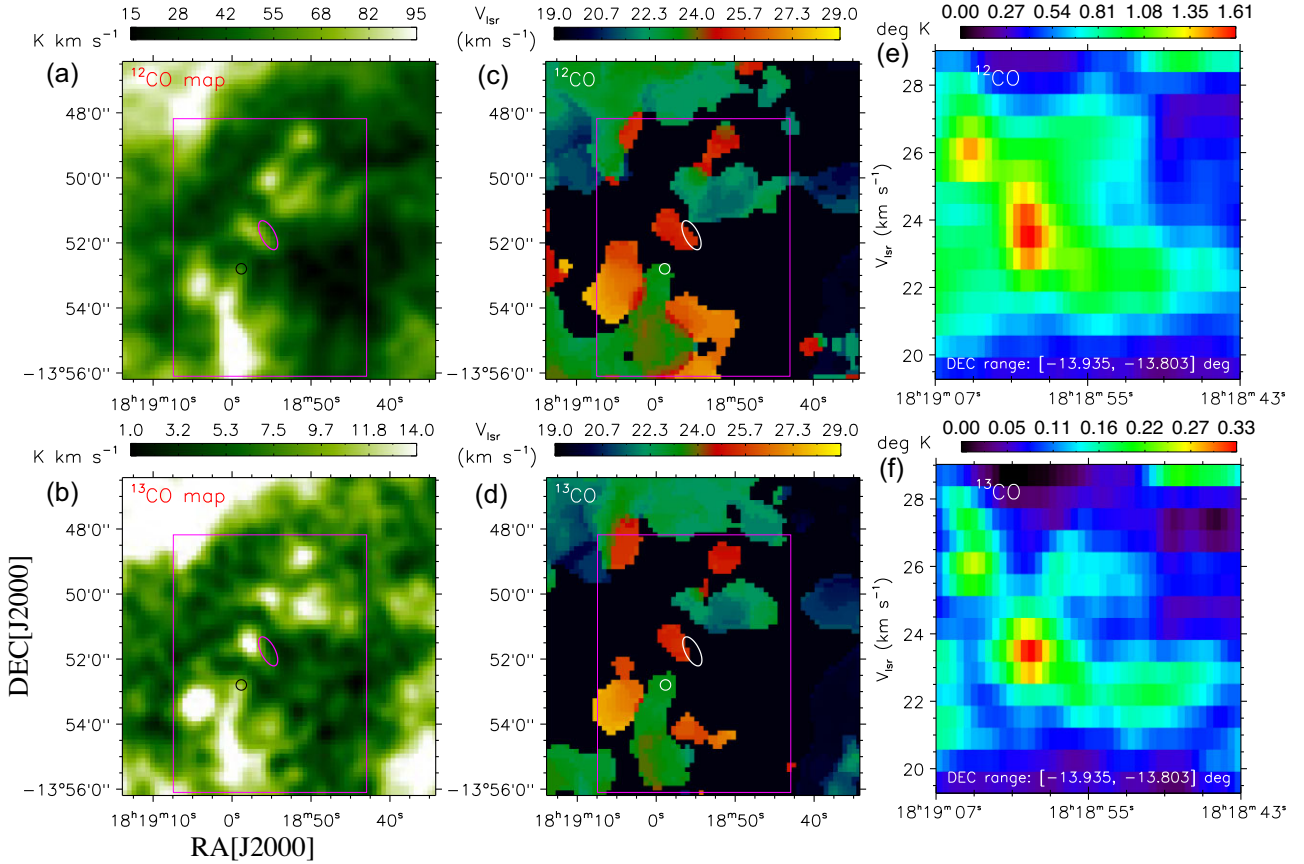 15 28 42 55 68 82 95
K km s⁻¹
(a)
¹²CO map
48'0''
50'0''
52'0''
54'0''
−13°56'0''
18ʰ19ᵐ10ˢ 0ˢ 18ᵐ50ˢ 40ˢ
V_lsr 19.0 20.7 22.3 24.0 25.7 27.3 29.0
(km s⁻¹)
(c)
¹²CO
48'0''
50'0''
52'0''
54'0''
−13°56'0''
18ʰ19ᵐ10ˢ 0ˢ 18ᵐ50ˢ 40ˢ
0.00 0.27 0.54 0.81 1.08 1.35 1.61
deg K
(e)
¹²CO
28
26
24
22
20
V_lsr (km s⁻¹)
DEC range: [−13.935, −13.803] deg
18ʰ19ᵐ07ˢ 18ᵐ55ˢ 18ᵐ43ˢ
1.0 3.2 5.3 7.5 9.7 11.8 14.0
K km s⁻¹
(b)
¹³CO map
48'0''
50'0''
52'0''
54'0''
−13°56'0''
18ʰ19ᵐ10ˢ 0ˢ 18ᵐ50ˢ 40ˢ
DEC[J2000]
RA[J2000]
V_lsr 19.0 20.7 22.3 24.0 25.7 27.3 29.0
(km s⁻¹)
(d)
¹³CO
48'0''
50'0''
52'0''
54'0''
−13°56'0''
18ʰ19ᵐ10ˢ 0ˢ 18ᵐ50ˢ 40ˢ
0.00 0.05 0.11 0.16 0.22 0.27 0.33
deg K
(f)
¹³CO
28
26
24
22
20
V_lsr (km s⁻¹)
DEC range: [−13.935, −13.803] deg
18ʰ19ᵐ07ˢ 18ᵐ55ˢ 18ᵐ43ˢ